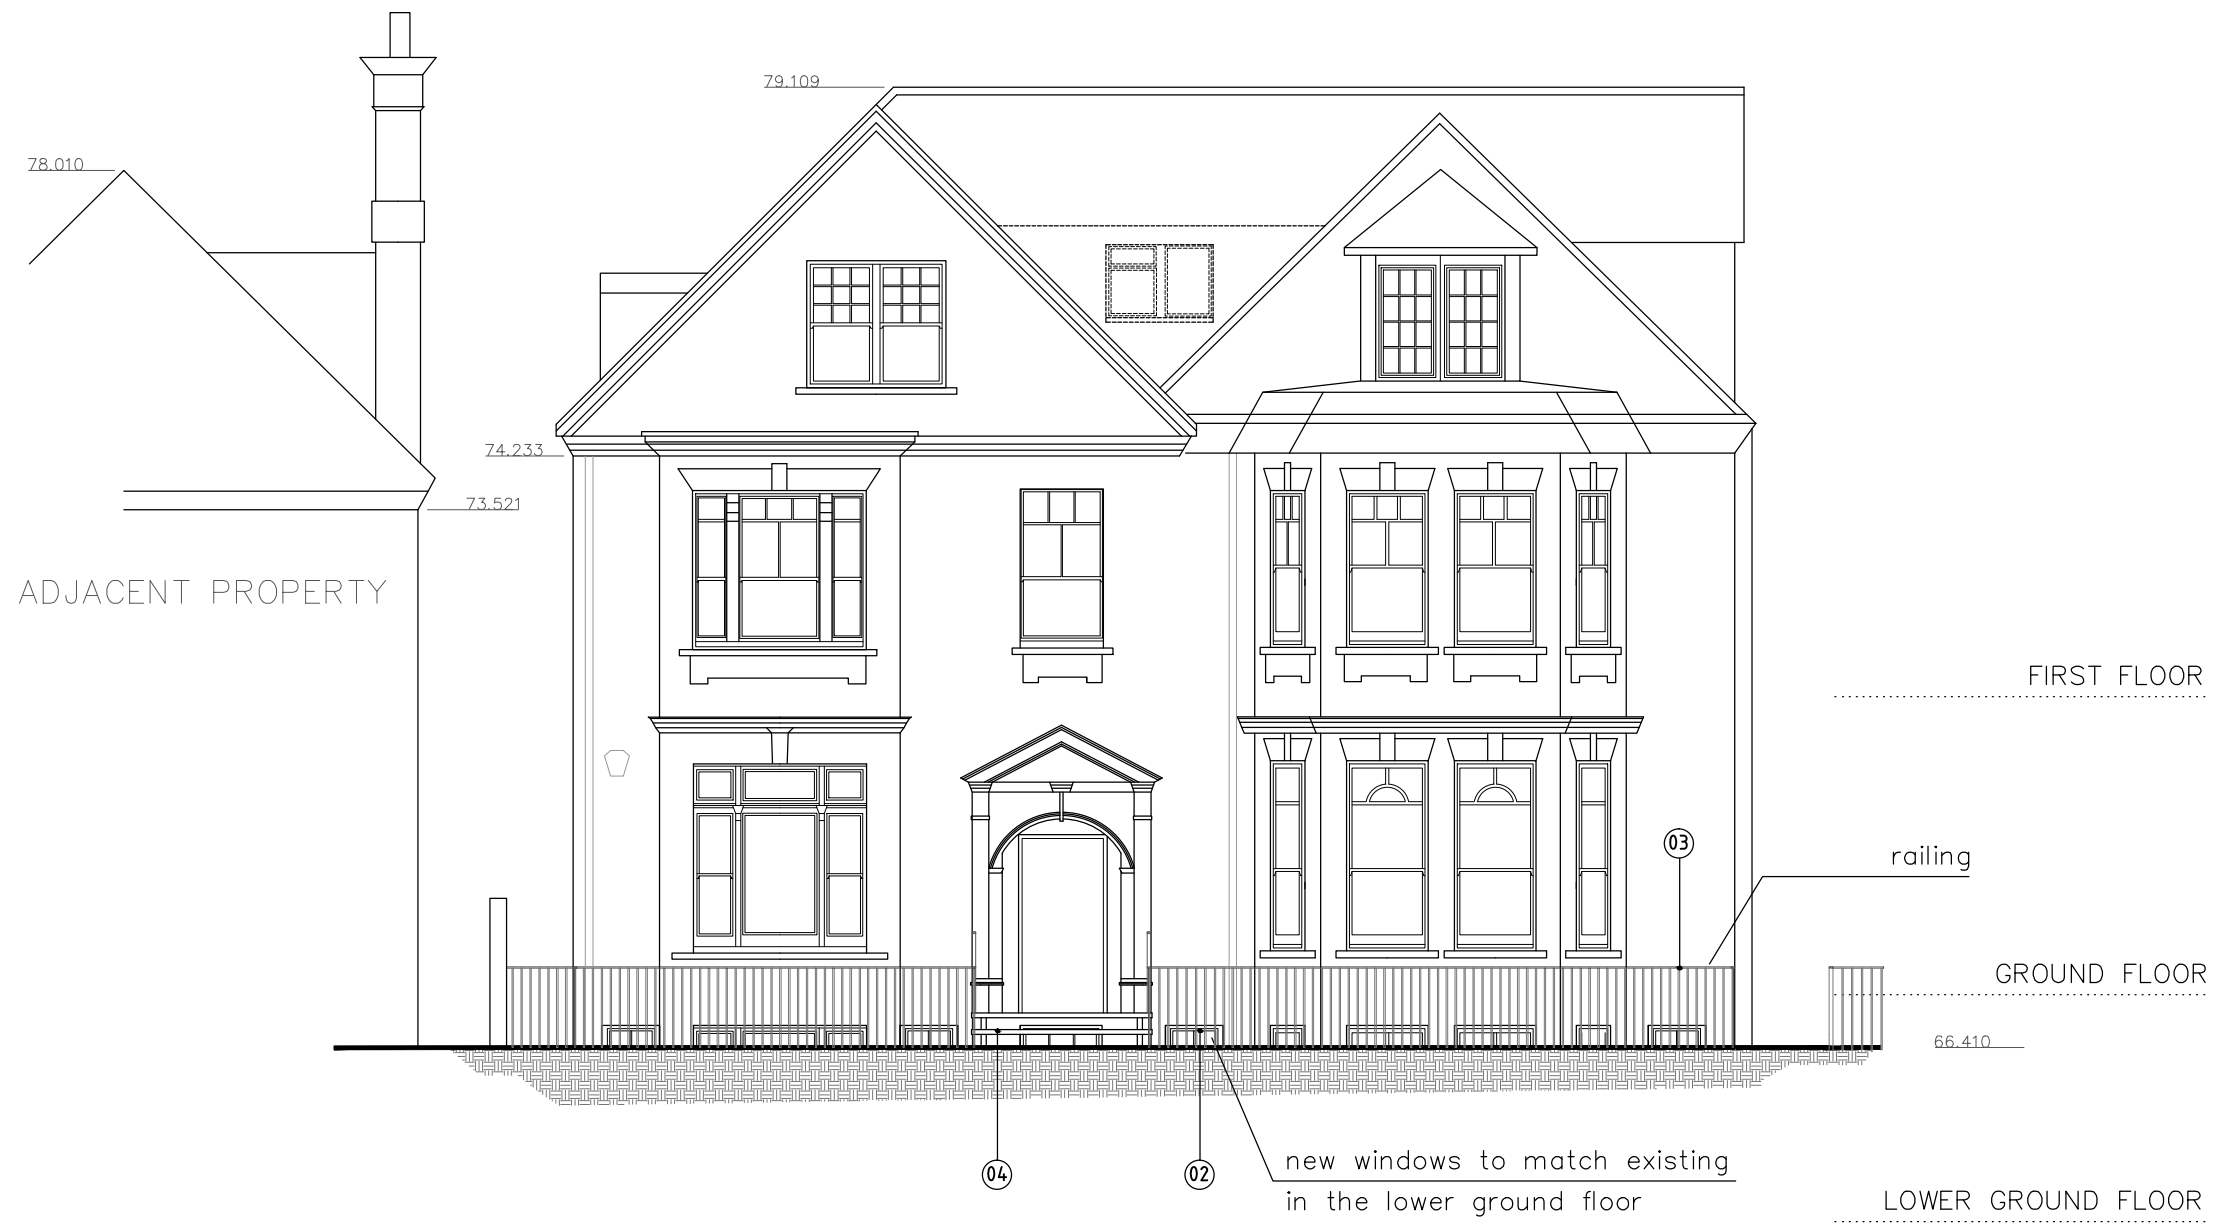 79.109
78.010
74.233
73.521
ADJACENT PROPERTY
FIRST FLOOR
03
railing
GROUND FLOOR
66.410
04
02
new windows to match existing
in the lower ground floor
LOWER GROUND FLOOR